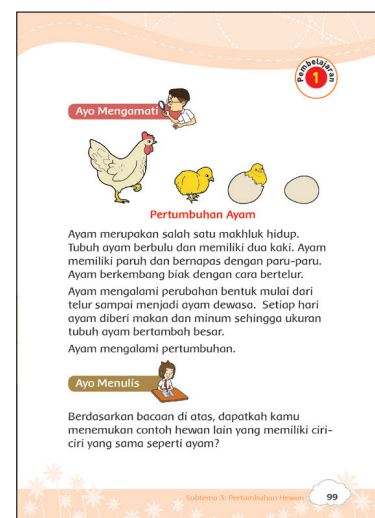 Pembelajaran
1
Ayo Mengamati
Pertumbuhan Ayam
Ayam merupakan salah satu makhluk hidup.
Tubuh ayam berbulu dan memiliki dua kaki. Ayam
memiliki paruh dan bernapas dengan paru-paru.
Ayam berkembang biak dengan cara bertelur.
Ayam mengalami perubahan bentuk mulai dari
telur sampai menjadi ayam dewasa. Setiap hari
ayam diberi makan dan minum sehingga ukuran
tubuh ayam bertambah besar.
Ayam mengalami pertumbuhan.
Ayo Menulis
Berdasarkan bacaan di atas, dapatkah kamu
menemukan contoh hewan lain yang memiliki ciri-
ciri yang sama seperti ayam?
Subtema 3: Pertumbuhan Hewan
99